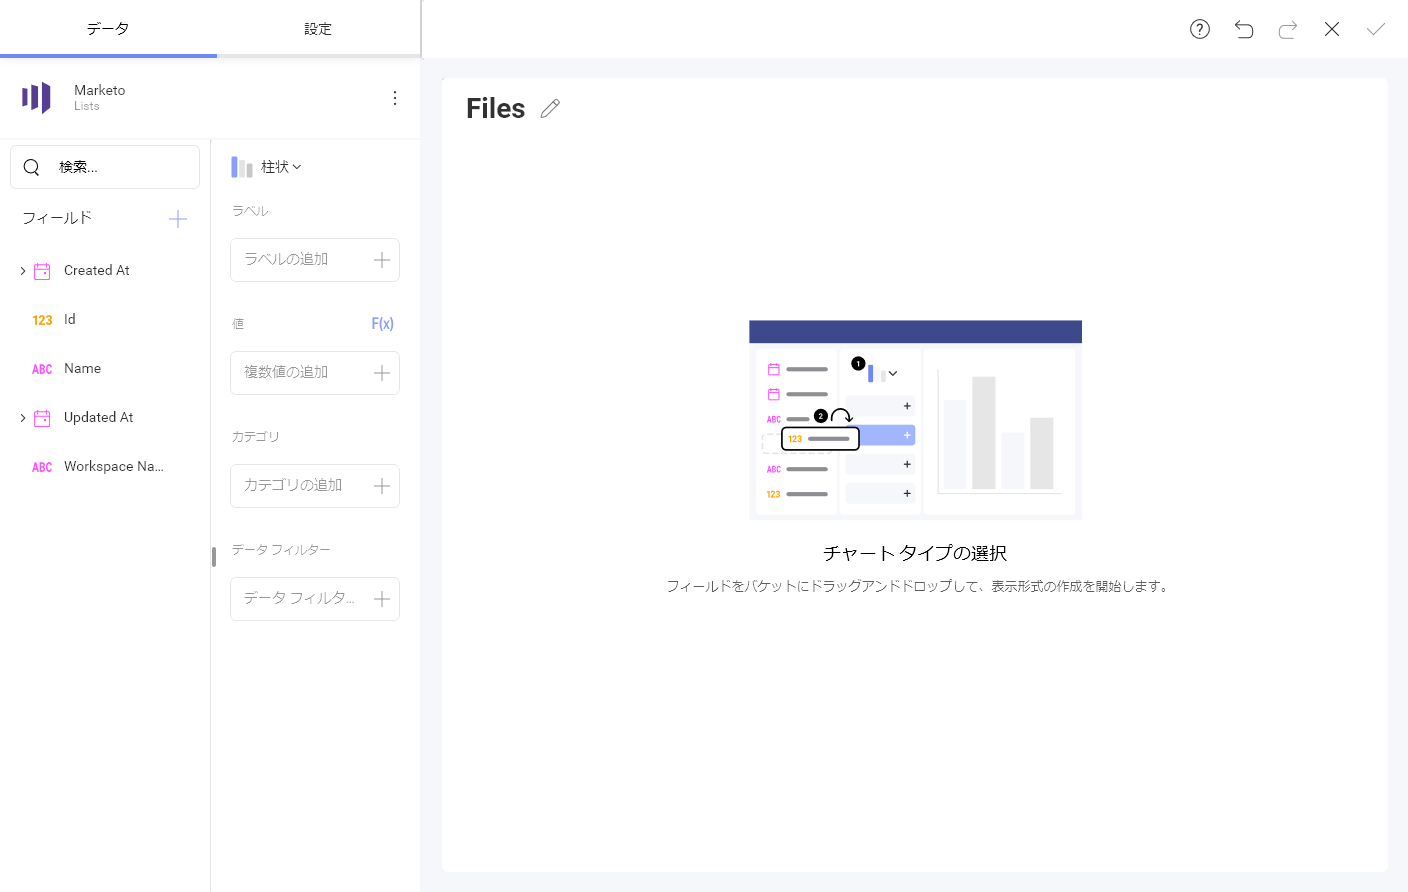 データ
設定
Marketo
Lists
検索...
フィールド
Created At
123 Id
ABC Name
Updated At
ABC Workspace Na...
柱状
ラベル
ラベルの追加
値
F(x)
複数値の追加
カテゴリ
カテゴリの追加
データ フィルター
データ フィルタ...
Files
1
2
ABC
123
ABC
123
チャート タイプの選択
フィールドをバケットにドラッグアンドドロップして、表示形式の作成を開始します。